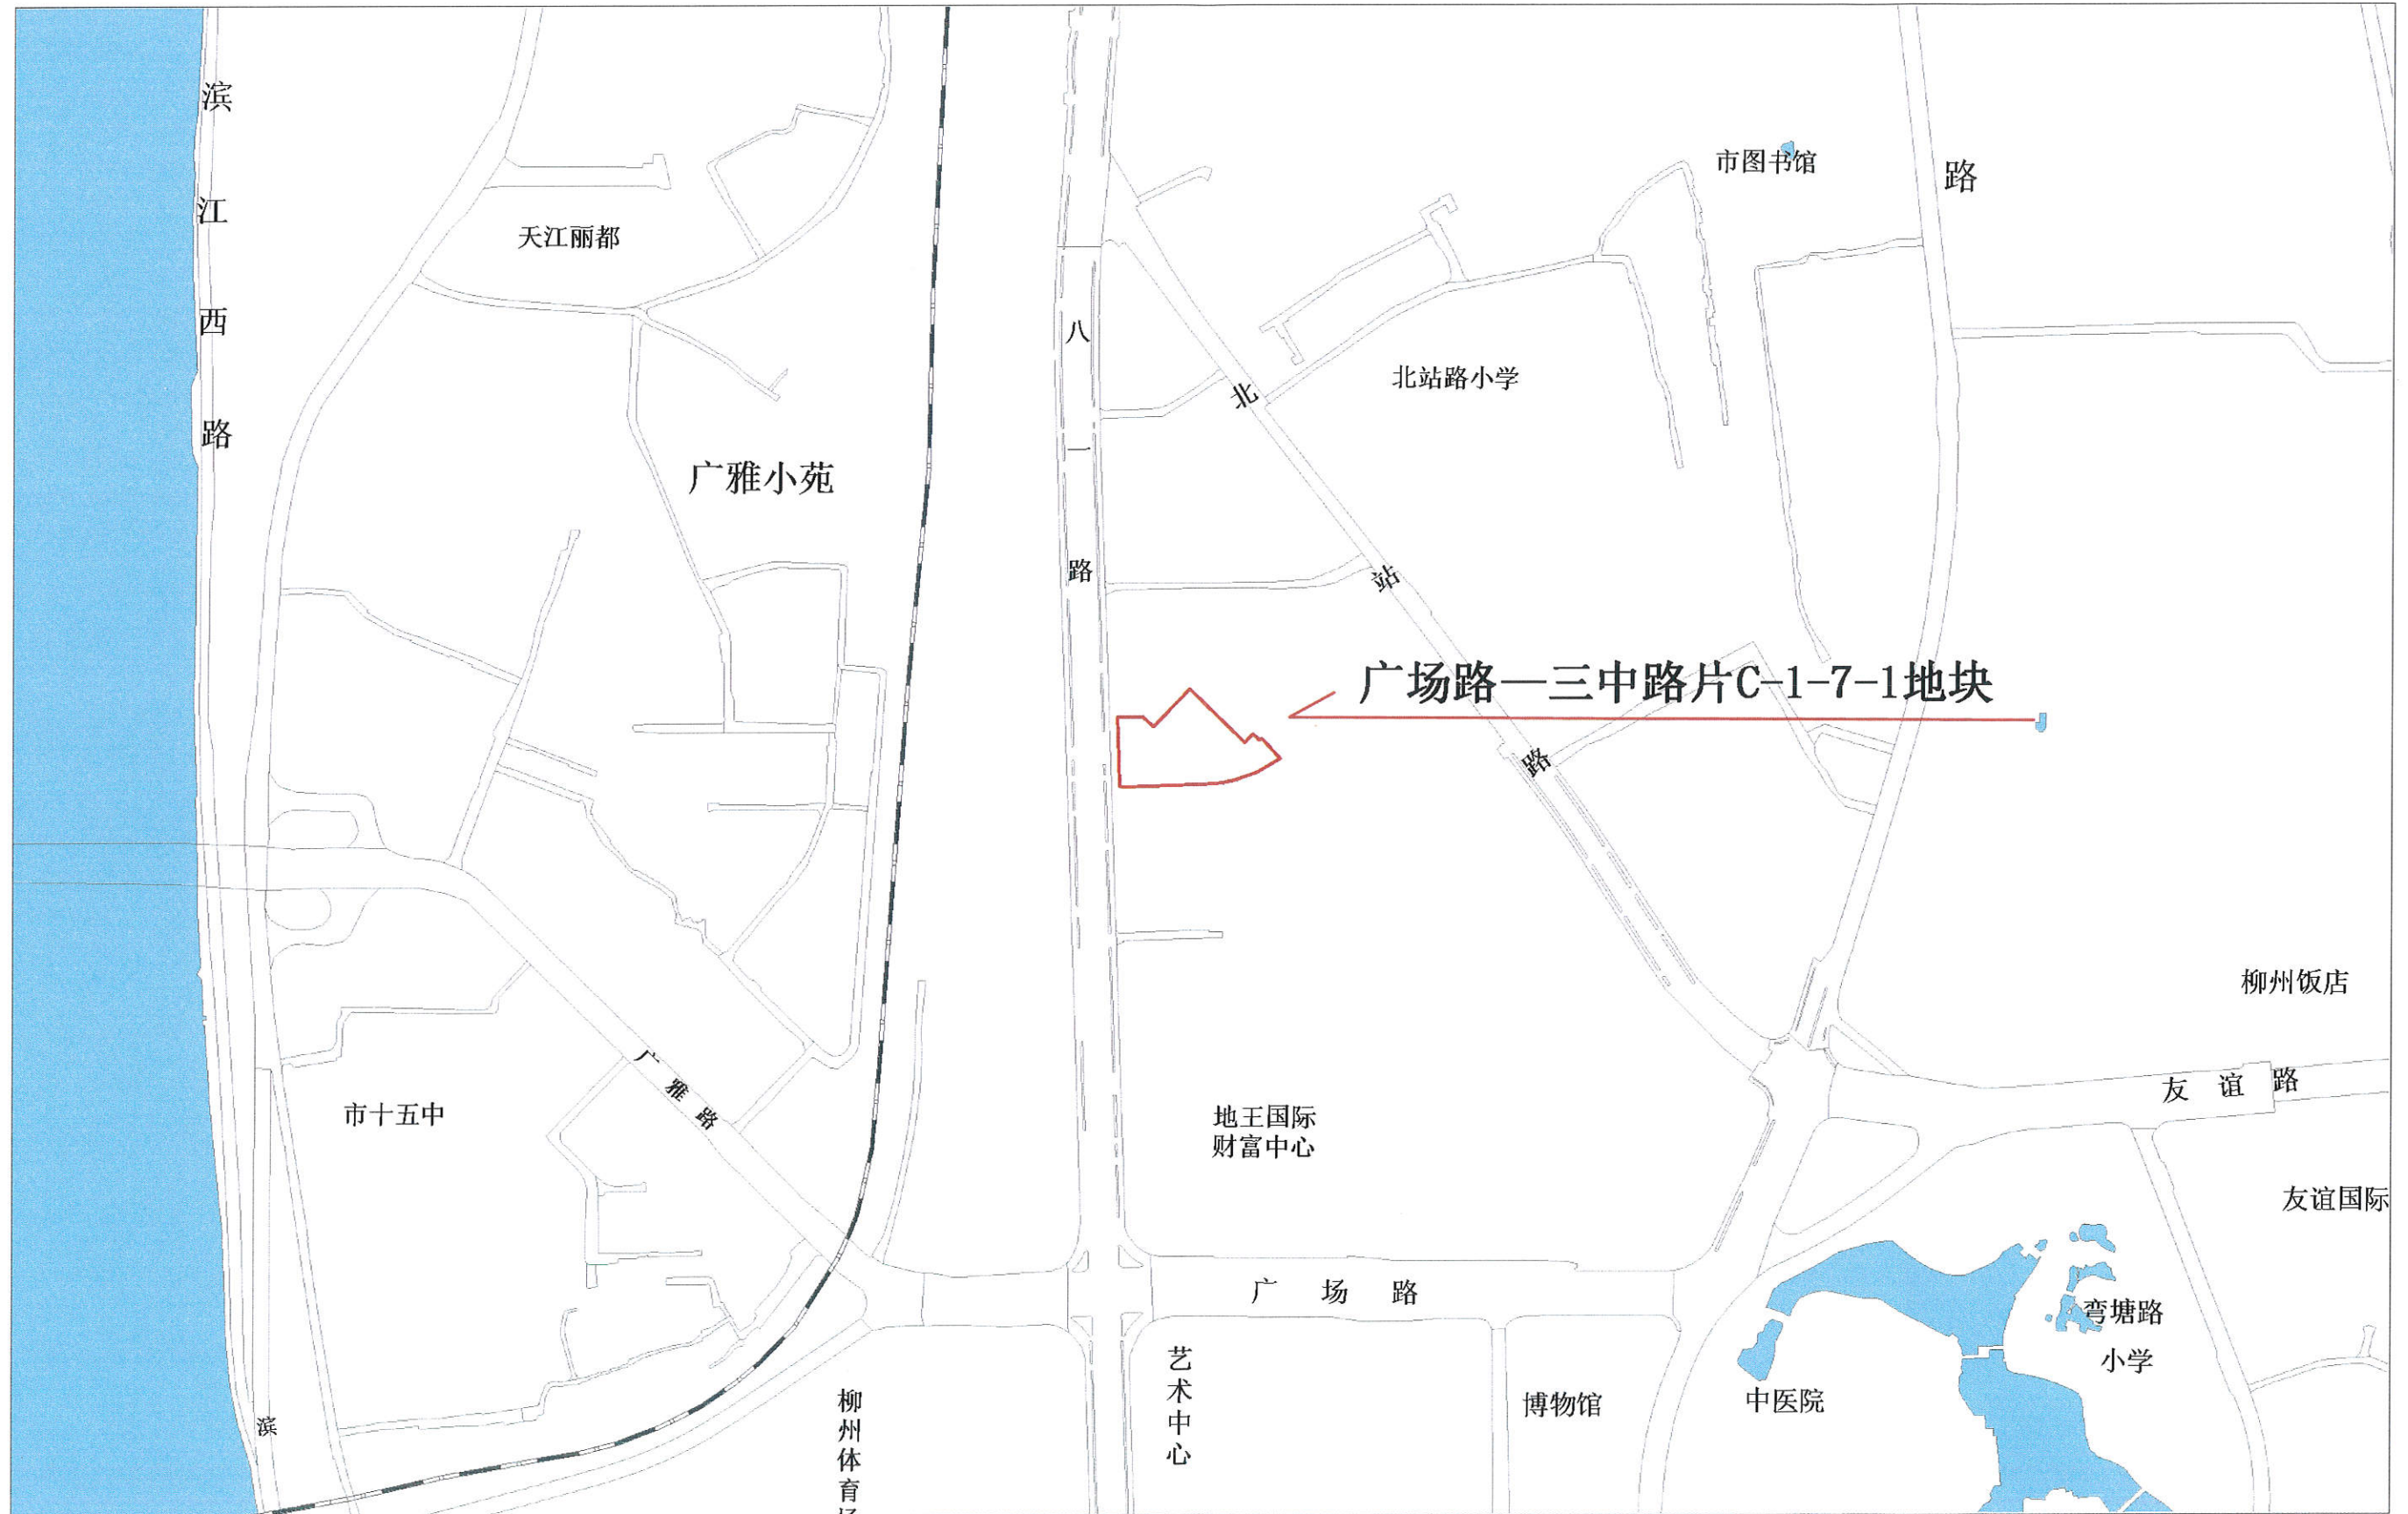 滨江西路
天江丽都
市图书馆
路
八一路
北站路小学
北站路
广雅小苑
广场路—三中路片C-1-7-1地块
柳州饭店
广雅路
市十五中
地王国际
财富中心
友谊路
友谊国际
广场路
弯塘路
小学
艺术中心
博物馆
中医院
柳州体育场
滨